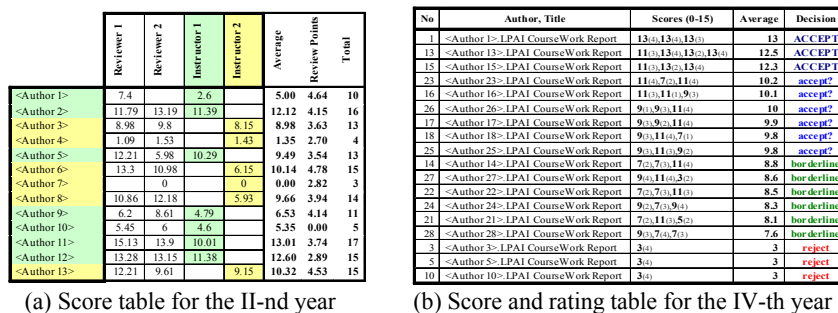 Reviewer 1 Reviewer 2 Instructor 1 Instructor 2 Average Review Points Total
<Author 1> 7.4 2.6 5.00 4.64 10
<Author 2> 11.79 13.19 11.39 12.12 4.15 16
<Author 3> 8.98 9.8 8.15 8.98 3.63 13
<Author 4> 1.09 1.53 1.43 1.35 2.70 4
<Author 5> 12.21 5.98 10.29 9.49 3.54 13
<Author 6> 13.3 10.98 6.15 10.14 4.78 15
<Author 7> 0 0 0.00 2.82 3
<Author 8> 10.86 12.18 5.93 9.66 3.94 14
<Author 9> 6.2 8.61 4.79 6.53 4.14 11
<Author 10> 5.45 6 4.6 5.35 0.00 5
<Author 11> 15.13 13.9 10.01 13.01 3.74 17
<Author 12> 13.28 13.15 11.38 12.60 2.89 15
<Author 13> 12.21 9.61 9.15 10.32 4.53 15
(a) Score table for the II-nd year
No Author, Title Scores (0-15) Average Decision
1 <Author 1>.LPAI CourseWork Report 13(4),13(4),13(3) 13 ACCEPT
13 <Author 13>.LPAI CourseWork Report 11(3),13(4),13(2),13(4) 12.5 ACCEPT
15 <Author 15>.LPAI CourseWork Report 11(3),13(2),13(4) 12.3 ACCEPT
23 <Author 23>.LPAI CourseWork Report 11(4),7(2),11(4) 10.2 accept?
16 <Author 16>.LPAI CourseWork Report 11(3),11(1),9(3) 10.1 accept?
26 <Author 26>.LPAI CourseWork Report 9(1),9(3),11(4) 10 accept?
17 <Author 17>.LPAI CourseWork Report 9(3),9(2),11(4) 9.9 accept?
18 <Author 18>.LPAI CourseWork Report 9(3),11(4),7(1) 9.8 accept?
25 <Author 25>.LPAI CourseWork Report 9(3),11(3),9(2) 9.8 accept?
14 <Author 14>.LPAI CourseWork Report 7(2),7(3),11(4) 8.8 borderline
27 <Author 27>.LPAI CourseWork Report 9(4),11(4),3(2) 8.6 borderline
22 <Author 22>.LPAI CourseWork Report 7(2),7(3),11(3) 8.5 borderline
24 <Author 24>.LPAI CourseWork Report 9(2),7(3),9(4) 8.3 borderline
21 <Author 21>.LPAI CourseWork Report 7(2),11(3),5(2) 8.1 borderline
28 <Author 28>.LPAI CourseWork Report 9(3),7(4),7(3) 7.6 borderline
3 <Author 3>.LPAI CourseWork Report 3(4) 3 reject
5 <Author 5>.LPAI CourseWork Report 3(4) 3 reject
10 <Author 10>.LPAI CourseWork Report 3(4) 3 reject
(b) Score and rating table for the IV-th year